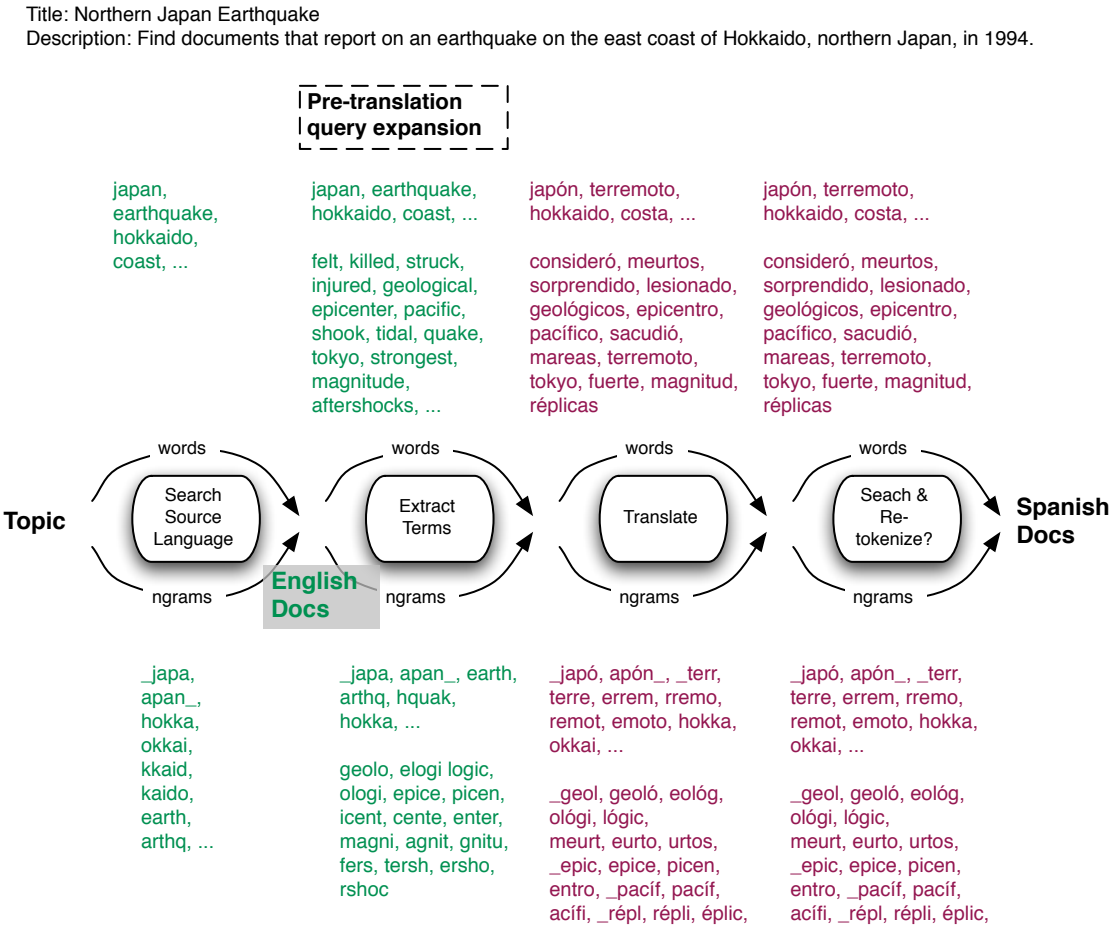 Title: Northern Japan Earthquake
Description: Find documents that report on an earthquake on the east coast of Hokkaido, northern Japan, in 1994.
Pre-translation
query expansion
japan,
earthquake,
hokkaido,
coast, ...
japan, earthquake,
hokkaido, coast, ...
felt, killed, struck,
injured, geological,
epicenter, pacific,
shook, tidal, quake,
tokyo, strongest,
magnitude,
aftershocks, ...
japón, terremoto,
hokkaido, costa, ...
consideró, meurtos,
sorprendido, lesionado,
geológicos, epicentro,
pacífico, sacudió,
mareas, terremoto,
tokyo, fuerte, magnitud,
réplicas
japón, terremoto,
hokkaido, costa, ...
consideró, meurtos,
sorprendido, lesionado,
geológicos, epicentro,
pacífico, sacudió,
mareas, terremoto,
tokyo, fuerte, magnitud,
réplicas
Topic
words
Search
Source
Language
ngrams
English
Docs
words
Extract
Terms
ngrams
words
Translate
ngrams
words
Seach &
Re-
tokenize?
ngrams
Spanish
Docs
_japa,
apan_,
hokka,
okkai,
kkaid,
kaido,
earth,
arthq, ...
_japa, apan_, earth,
arthq, hquak,
hokka, ...
geolo, elogi logic,
ologi, epice, picen,
icent, cente, enter,
magni, agnit, gnitu,
fers, tersh, ersho,
rshoc
_japó, apón_, _terr,
terre, errem, rremo,
remot, emoto, hokka,
okkai, ...
_geol, geoló, eológ,
ológi, lógic,
meurt, eurto, urtos,
_epic, epice, picen,
entro, _pacíf, pacíf,
acífi, _répl, répli, éplic,
_japó, apón_, _terr,
terre, errem, rremo,
remot, emoto, hokka,
okkai, ...
_geol, geoló, eológ,
ológi, lógic,
meurt, eurto, urtos,
_epic, epice, picen,
entro, _pacíf, pacíf,
acífi, _répl, répli, éplic,